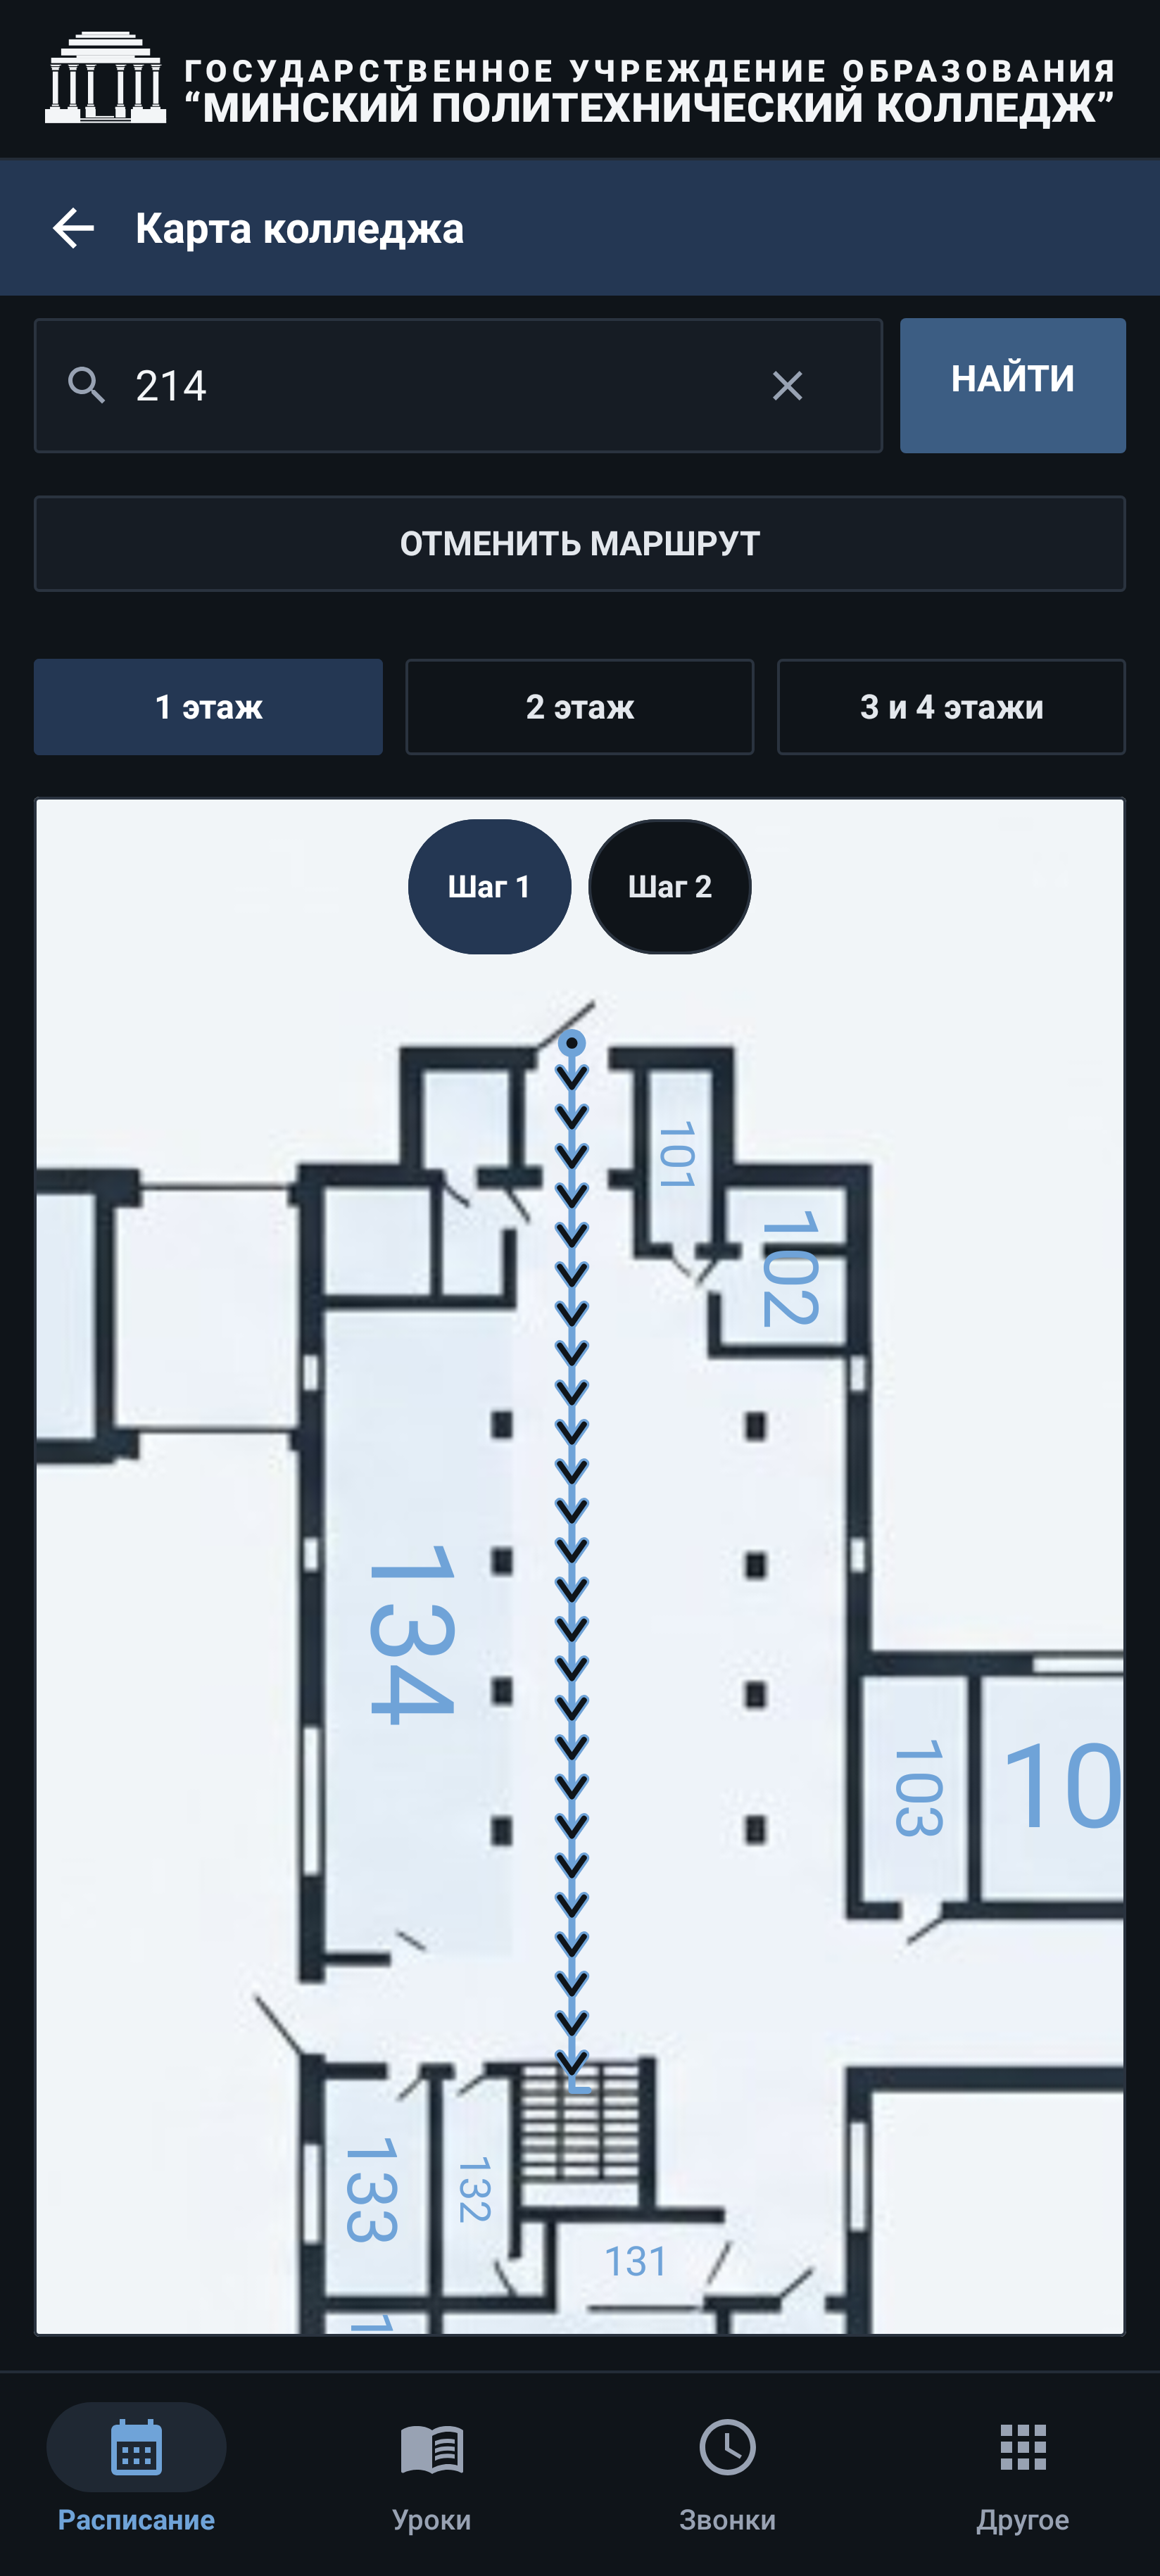 ГОСУДАРСТВЕННОЕ УЧРЕЖДЕНИЕ ОБРАЗОВАНИЯ
“МИНСКИЙ ПОЛИТЕХНИЧЕСКИЙ КОЛЛЕДЖ”
Карта колледжа
214
НАЙТИ
ОТМЕНИТЬ МАРШРУТ
1 этаж
2 этаж
3 и 4 этажи
Шаг 1
Шаг 2
101
102
134
103
10
133
132
131
1
Расписание
Уроки
Звонки
Другое